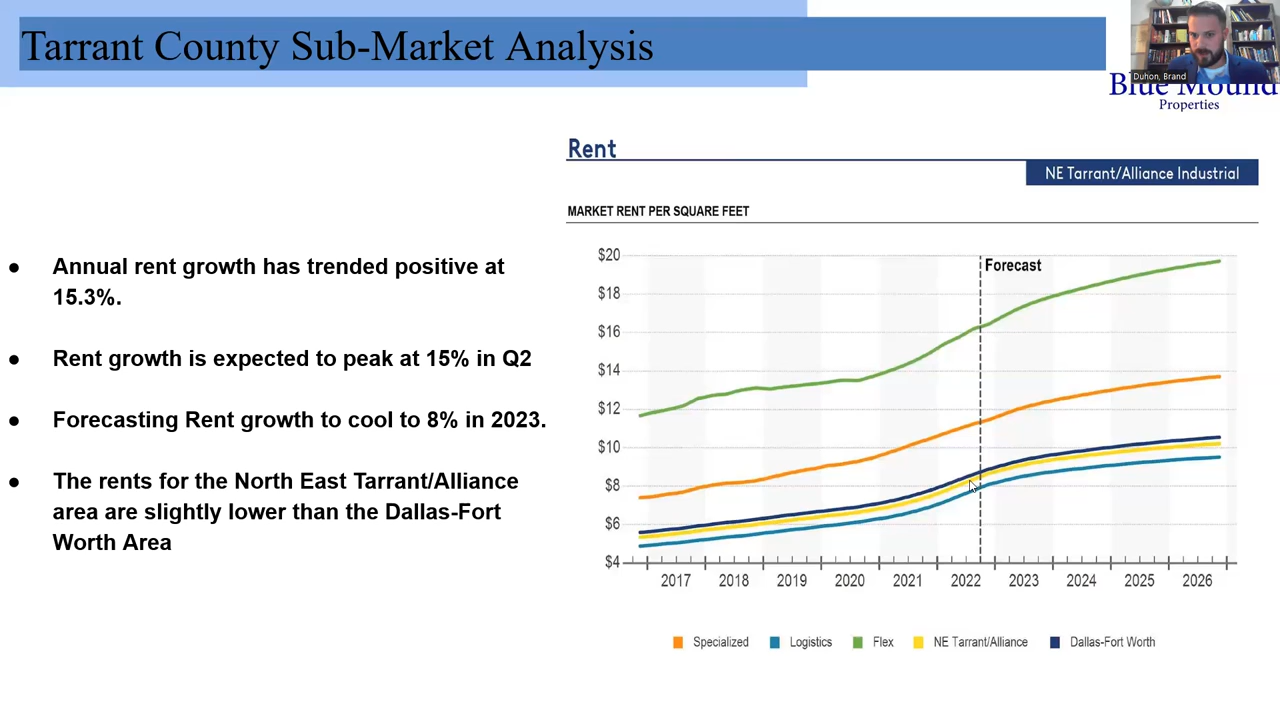 Tarrant County Sub-Market Analysis
Duhon, Brand
Blue Mound
Properties
● Annual rent growth has trended positive at
15.3%.
● Rent growth is expected to peak at 15% in Q2
● Forecasting Rent growth to cool to 8% in 2023.
● The rents for the North East Tarrant/Alliance
area are slightly lower than the Dallas-Fort
Worth Area
Rent
NE Tarrant/Alliance Industrial
MARKET RENT PER SQUARE FEET
$20
$18
$16
$14
$12
$10
$8
$6
$4
Forecast
2017 2018 2019 2020 2021 2022 2023 2024 2025 2026
Specialized Logistics Flex NE Tarrant/Alliance Dallas-Fort Worth